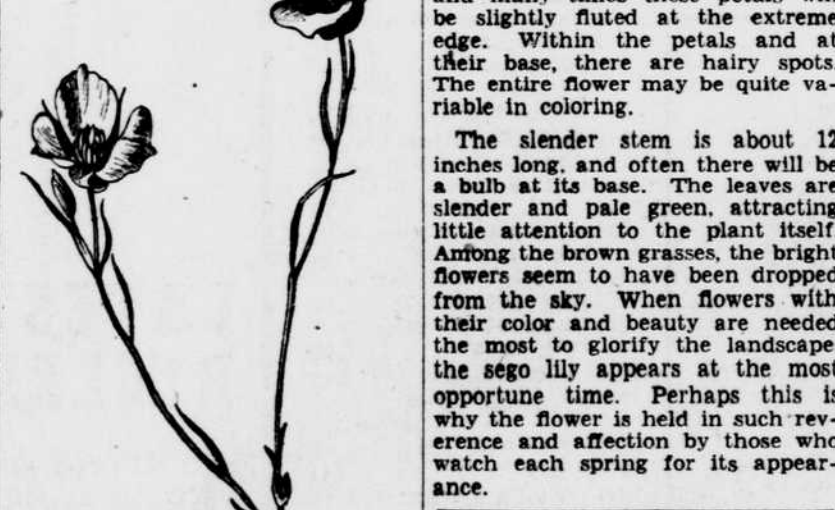 be slightly fluted at the extreme
edge. Within the petals and at
their base, there are hairy spots.
The entire flower may be quite va-
riable in coloring.
The slender stem is about 12
inches long, and often there will be
a bulb at its base. The leaves are
slender and pale green, attracting
little attention to the plant itself.
Among the brown grasses, the bright
flowers seem to have been dropped
from the sky. When flowers with
their color and beauty are needed
the most to glorify the landscape
the sego lily appears at the most
opportune time. Perhaps this is
why the flower is held in such rev-
erence and affection by those who
watch each spring for its appear-
ance.